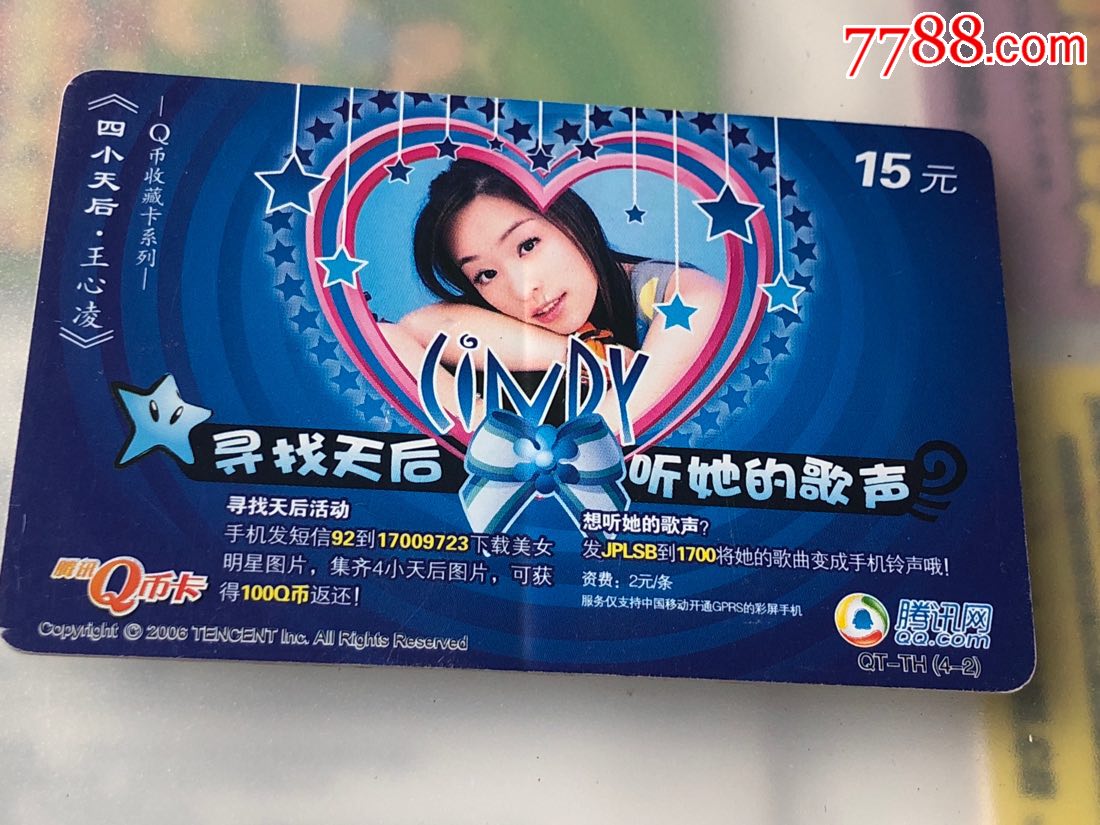 7788.com
—Q币收藏卡系列—
《四小天后·王心凌》
15元
CINDY
寻找天后 听她的歌声
寻找天后活动
手机发短信92到17009723下载美女
明星图片，集齐4小天后图片，可获
得100Q币返还！
想听她的歌声？
发JPLSB到1700将她的歌曲变成手机铃声哦！
资费：2元/条
服务仅支持中国移动开通GPRS的彩屏手机
腾讯Q币卡
Copyright © 2006 TENCENT Inc. All Rights Reserved
腾讯网
QQ.com
QT-TH (4-2)